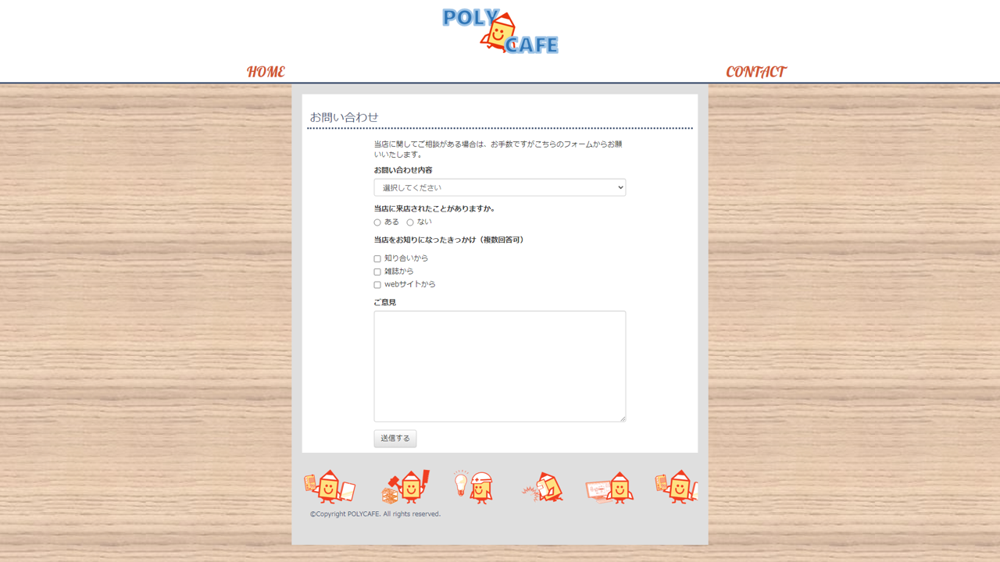 POLY
CAFE
HOME
CONTACT
お問い合わせ
当店に関してご相談がある場合は、お手数ですがこちらのフォームからお願
いいたします。
お問い合わせ内容
選択してください
当店に来店されたことがありますか。
ある ない
当店をお知りになったきっかけ（複数回答可）
知り合いから
雑誌から
webサイトから
ご意見
送信する
©Copyright POLYCAFE. All rights reserved.